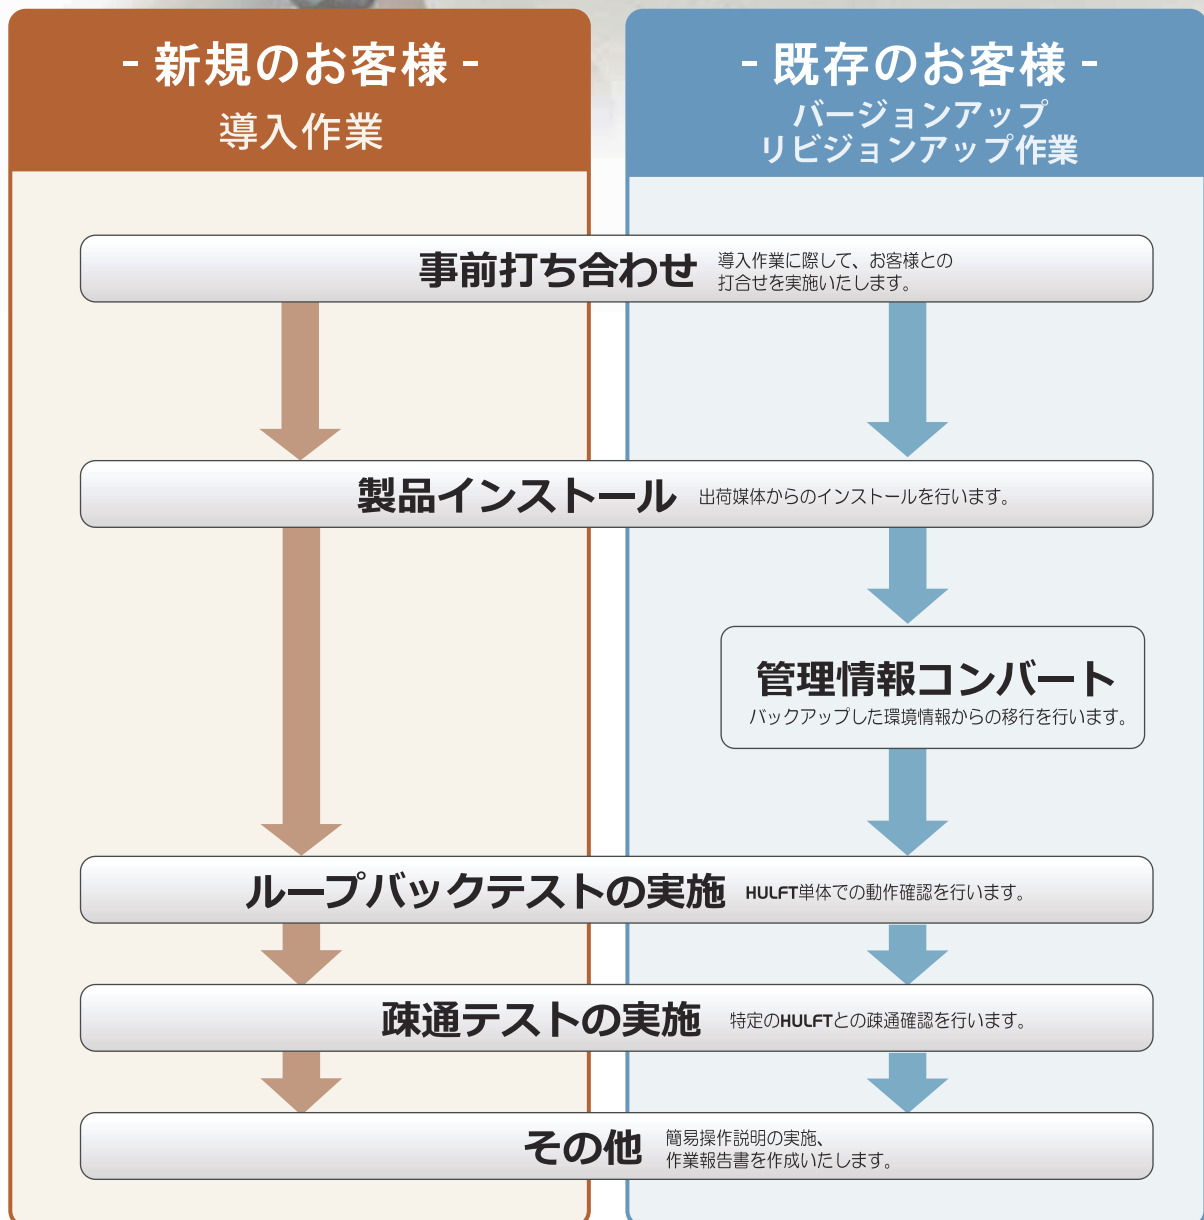 - 新規のお客様 -
導入作業
- 既存のお客様 -
バージョンアップ
リビジョンアップ作業
事前打ち合わせ
導入作業に際して、お客様との
打合せを実施いたします。
製品インストール
出荷媒体からのインストールを行います。
管理情報コンバート
バックアップした環境情報からの移行を行います。
ループバックテストの実施
HULFT単体での動作確認を行います。
疎通テストの実施
特定のHULFTとの疎通確認を行います。
その他
簡易操作説明の実施、
作業報告書を作成いたします。